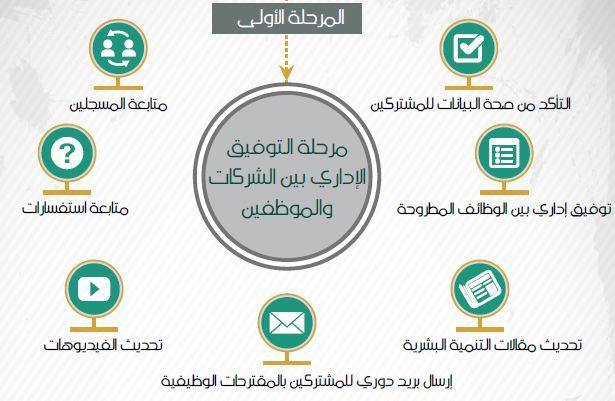 المرحلة الأولى
التأكد من صحة البيانات للمشتركين
متابعة المسجلين
مرحلة التوفيق
الإداري بين الشركات
والموظفين
توفيق إداري بين الوظائف المطروحة
متابعة استفسارات
تحديث مقالات التنمية البشرية
تحديث الفيديوهات
إرسال بريد دوري للمشتركين بالمقترحات الوظيفية